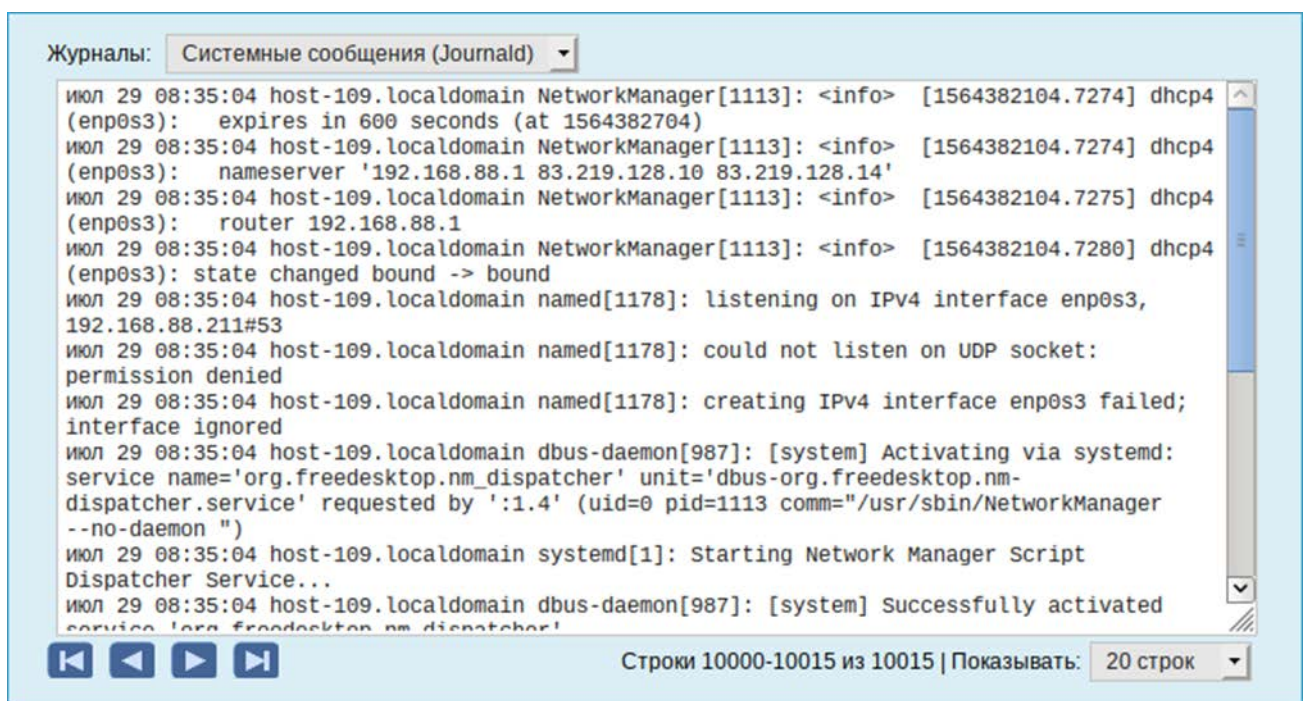 Журналы: Системные сообщения (Journald)
июл 29 08:35:04 host-109.localdomain NetworkManager[1113]: <info>  [1564382104.7274] dhcp4
(enp0s3):   expires in 600 seconds (at 1564382704)
июл 29 08:35:04 host-109.localdomain NetworkManager[1113]: <info>  [1564382104.7274] dhcp4
(enp0s3):   nameserver '192.168.88.1 83.219.128.10 83.219.128.14'
июл 29 08:35:04 host-109.localdomain NetworkManager[1113]: <info>  [1564382104.7275] dhcp4
(enp0s3):   router 192.168.88.1
июл 29 08:35:04 host-109.localdomain NetworkManager[1113]: <info>  [1564382104.7280] dhcp4
(enp0s3): state changed bound -> bound
июл 29 08:35:04 host-109.localdomain named[1178]: listening on IPv4 interface enp0s3,
192.168.88.211#53
июл 29 08:35:04 host-109.localdomain named[1178]: could not listen on UDP socket:
permission denied
июл 29 08:35:04 host-109.localdomain named[1178]: creating IPv4 interface enp0s3 failed;
interface ignored
июл 29 08:35:04 host-109.localdomain dbus-daemon[987]: [system] Activating via systemd:
service name='org.freedesktop.nm_dispatcher' unit='dbus-org.freedesktop.nm-
dispatcher.service' requested by ':1.4' (uid=0 pid=1113 comm="/usr/sbin/NetworkManager
--no-daemon ")
июл 29 08:35:04 host-109.localdomain systemd[1]: Starting Network Manager Script
Dispatcher Service...
июл 29 08:35:04 host-109.localdomain dbus-daemon[987]: [system] Successfully activated
service 'org.freedesktop.nm_dispatcher'
Строки 10000-10015 из 10015 | Показывать: 20 строк